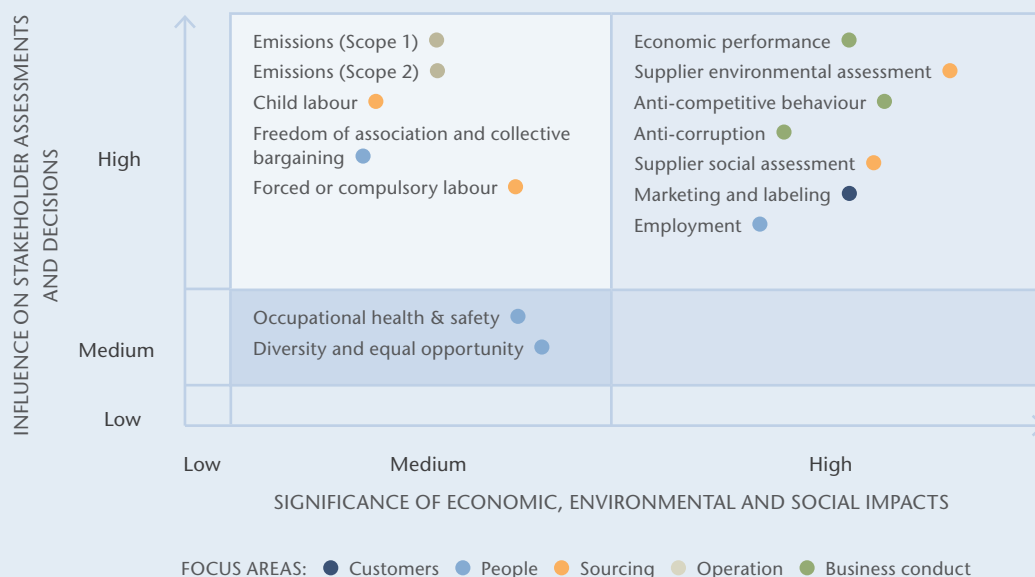 INFLUENCE ON STAKEHOLDER ASSESSMENTS
AND DECISIONS
High
Medium
Low
Emissions (Scope 1)
Emissions (Scope 2)
Child labour
Freedom of association and collective
bargaining
Forced or compulsory labour
Economic performance
Supplier environmental assessment
Anti-competitive behaviour
Anti-corruption
Supplier social assessment
Marketing and labeling
Employment
Occupational health & safety
Diversity and equal opportunity
Low
Medium
High
SIGNIFICANCE OF ECONOMIC, ENVIRONMENTAL AND SOCIAL IMPACTS
FOCUS AREAS: Customers People Sourcing Operation Business conduct